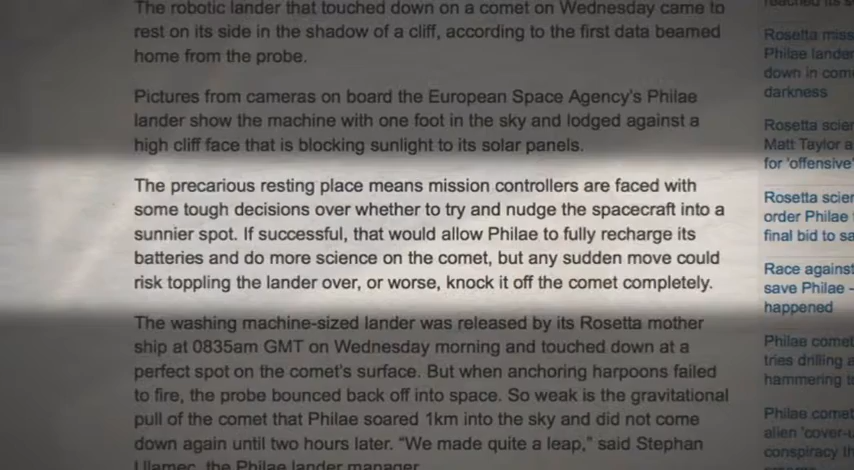 The robotic lander that touched down on a comet on Wednesday came to
rest on its side in the shadow of a cliff, according to the first data beamed
home from the probe.
Pictures from cameras on board the European Space Agency's Philae
lander show the machine with one foot in the sky and lodged against a
high cliff face that is blocking sunlight to its solar panels.
The precarious resting place means mission controllers are faced with
some tough decisions over whether to try and nudge the spacecraft into a
sunnier spot. If successful, that would allow Philae to fully recharge its
batteries and do more science on the comet, but any sudden move could
risk toppling the lander over, or worse, knock it off the comet completely.
The washing machine-sized lander was released by its Rosetta mother
ship at 0835am GMT on Wednesday morning and touched down at a
perfect spot on the comet's surface. But when anchoring harpoons failed
to fire, the probe bounced back off into space. So weak is the gravitational
pull of the comet that Philae soared 1km into the sky and did not come
down again until two hours later. “We made quite a leap,” said Stephan
Ulamec, the Philae lander manager.
Rosetta
Philae lander
down in
darkness
Rosetta
Matt Taylor
for 'offensive'
Rosetta
order Philae
final bid to
Race against
save Philae -
happened
Philae
tries drilling
hammering
Philae
alien 'cover-
conspiracy